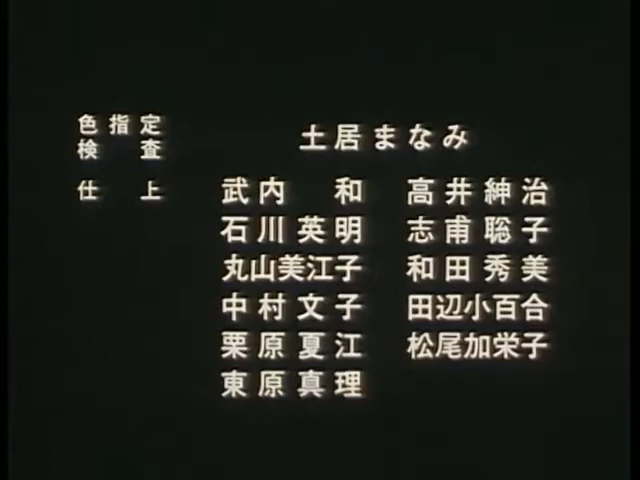 色指定
検査 土居まなみ
仕上 武内和 高井紳治
石川英明 志甫聡子
丸山美江子 和田秀美
中村文子 田辺小百合
栗原夏江 松尾加栄子
東原真理